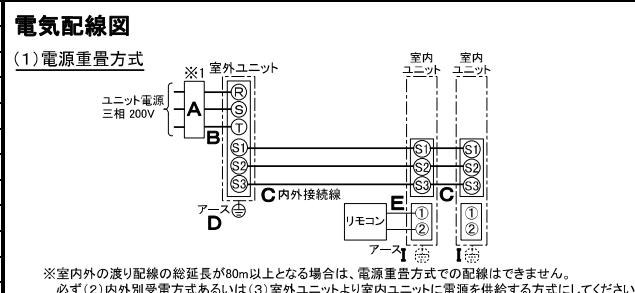 電気配線図
(1)電源重畳方式
※1
室外ユニット
室内
ユニット
室内
ユニット
ユニット電源
三相 200V
A
R
S
T
B
S1
S2
S3
S1
S2
S3
S1
S2
S3
C 内外接続線
C
アース
D
E
リモコン
①
②
①
②
アース I
I
※室内外の渡り配線の総延長が80m以上となる場合は、電源重畳方式での配線はできません。
必ず(2)内外別受電方式あるいは(3)室外ユニットより室内ユニットに電源を供給する方式にしてください